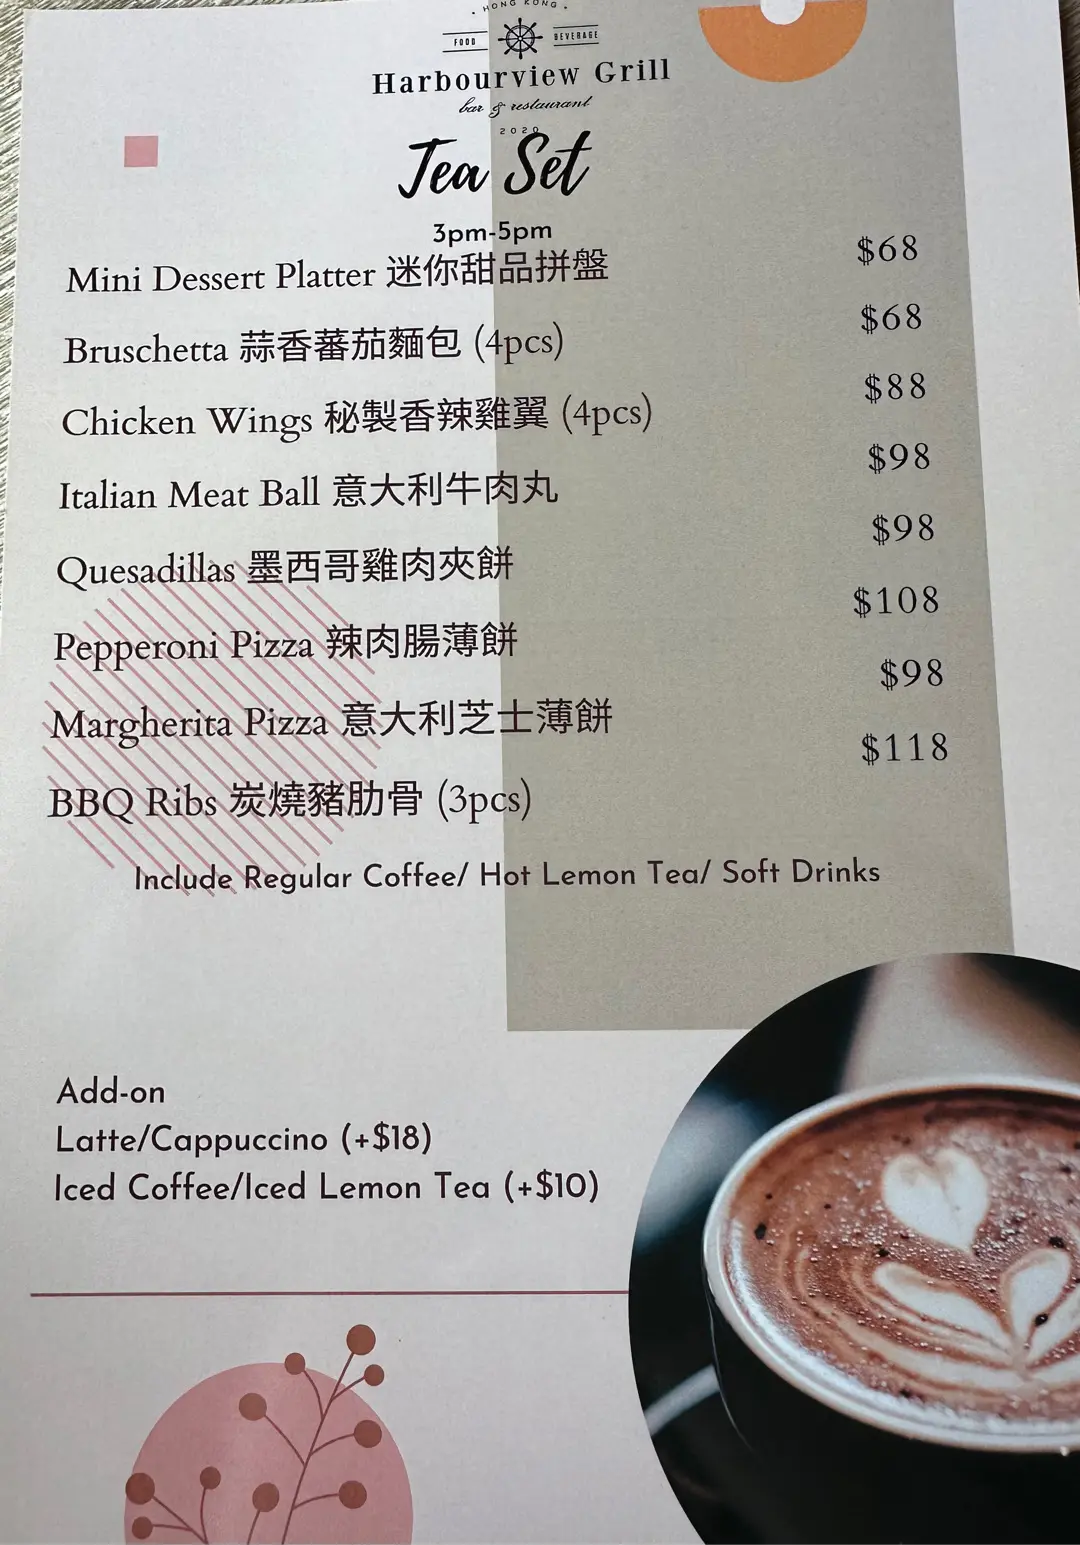 HONG KONG
FOOD BEVERAGE
Harbourview Grill
bar & restaurant
2020
Tea Set
3pm-5pm
Mini Dessert Platter 迷你甜品拼盤 $68
Bruschetta 蒜香蕃茄麵包 (4pcs) $68
Chicken Wings 秘製香辣雞翼 (4pcs) $88
Italian Meat Ball 意大利牛肉丸 $98
Quesadillas 墨西哥雞肉夾餅 $98
Pepperoni Pizza 辣肉腸薄餅 $108
Margherita Pizza 意大利芝士薄餅 $98
BBQ Ribs 炭燒豬肋骨 (3pcs) $118
Include Regular Coffee/ Hot Lemon Tea/ Soft Drinks
Add-on
Latte/Cappuccino (+$18)
Iced Coffee/Iced Lemon Tea (+$10)